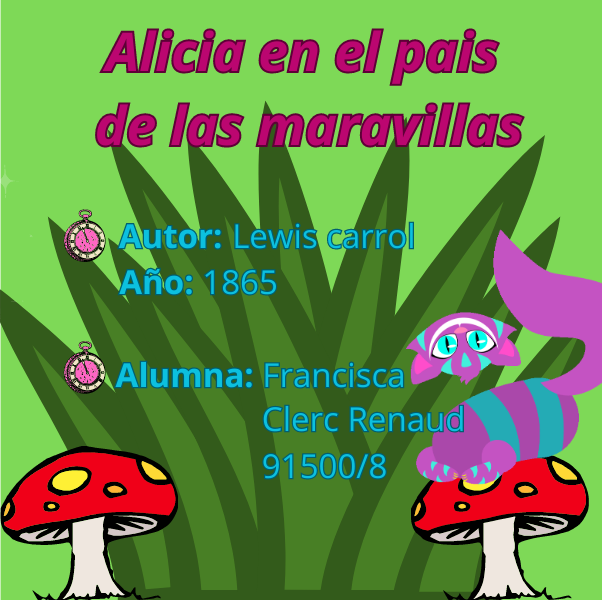 Alicia en el pais
de las maravillas
Autor: Lewis carrol
Año: 1865
Alumna: Francisca
Clerc Renaud
91500/8